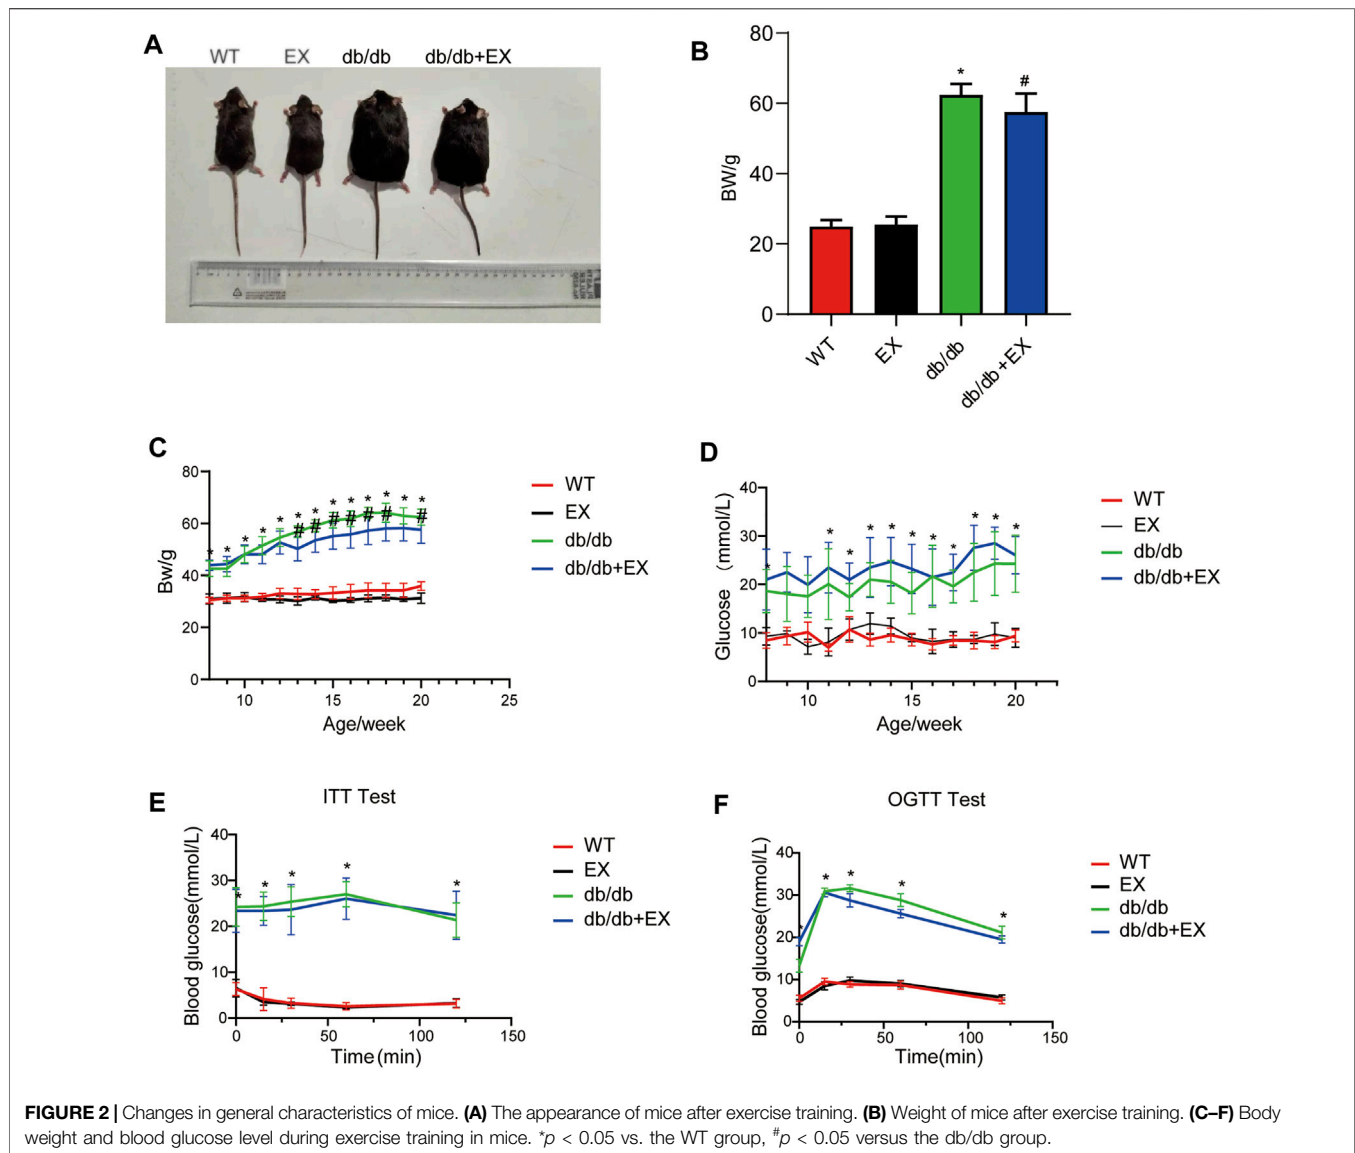 A
WT EX db/db db/db+EX
B
80
60
40
20
0
BW/g
*
#
WT
EX
db/db
db/db+EX
C
80
60
40
20
0
Bw/g
* * * * * * * * * * * * *
# # # # # # #
10 15 20 25
Age/week
WT
EX
db/db
db/db+EX
D
40
30
20
10
0
Glucose (mmol/L)
* * * * * * * * * * *
10 15 20
Age/week
WT
EX
db/db
db/db+EX
E
ITT Test
40
30
20
10
0
Blood glucose(mmol/L)
* * * * *
0 50 100 150
Time(min)
WT
EX
db/db
db/db+EX
F
OGTT Test
40
30
20
10
0
Blood glucose(mmol/L)
* * * * *
0 50 100 150
Time(min)
WT
EX
db/db
db/db+EX
FIGURE 2 | Changes in general characteristics of mice. (A) The appearance of mice after exercise training. (B) Weight of mice after exercise training. (C–F) Body
weight and blood glucose level during exercise training in mice. *p < 0.05 vs. the WT group, #p < 0.05 versus the db/db group.